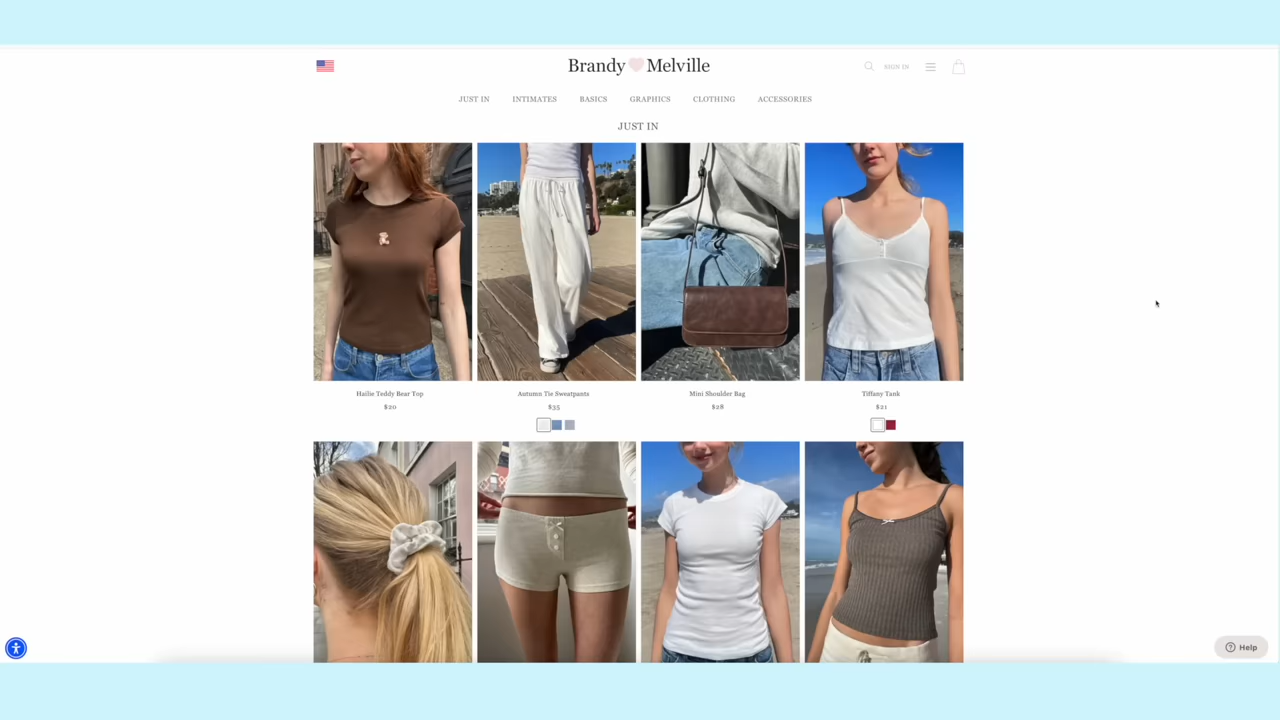 Brandy Melville
SIGN IN
JUST IN INTIMATES BASICS GRAPHICS CLOTHING ACCESSORIES
JUST IN
Hailie Teddy Bear Top
Autumn Tie Sweatpants
Mini Shoulder Bag
Tiffany Tank
$20
$35
$28
$21
Help